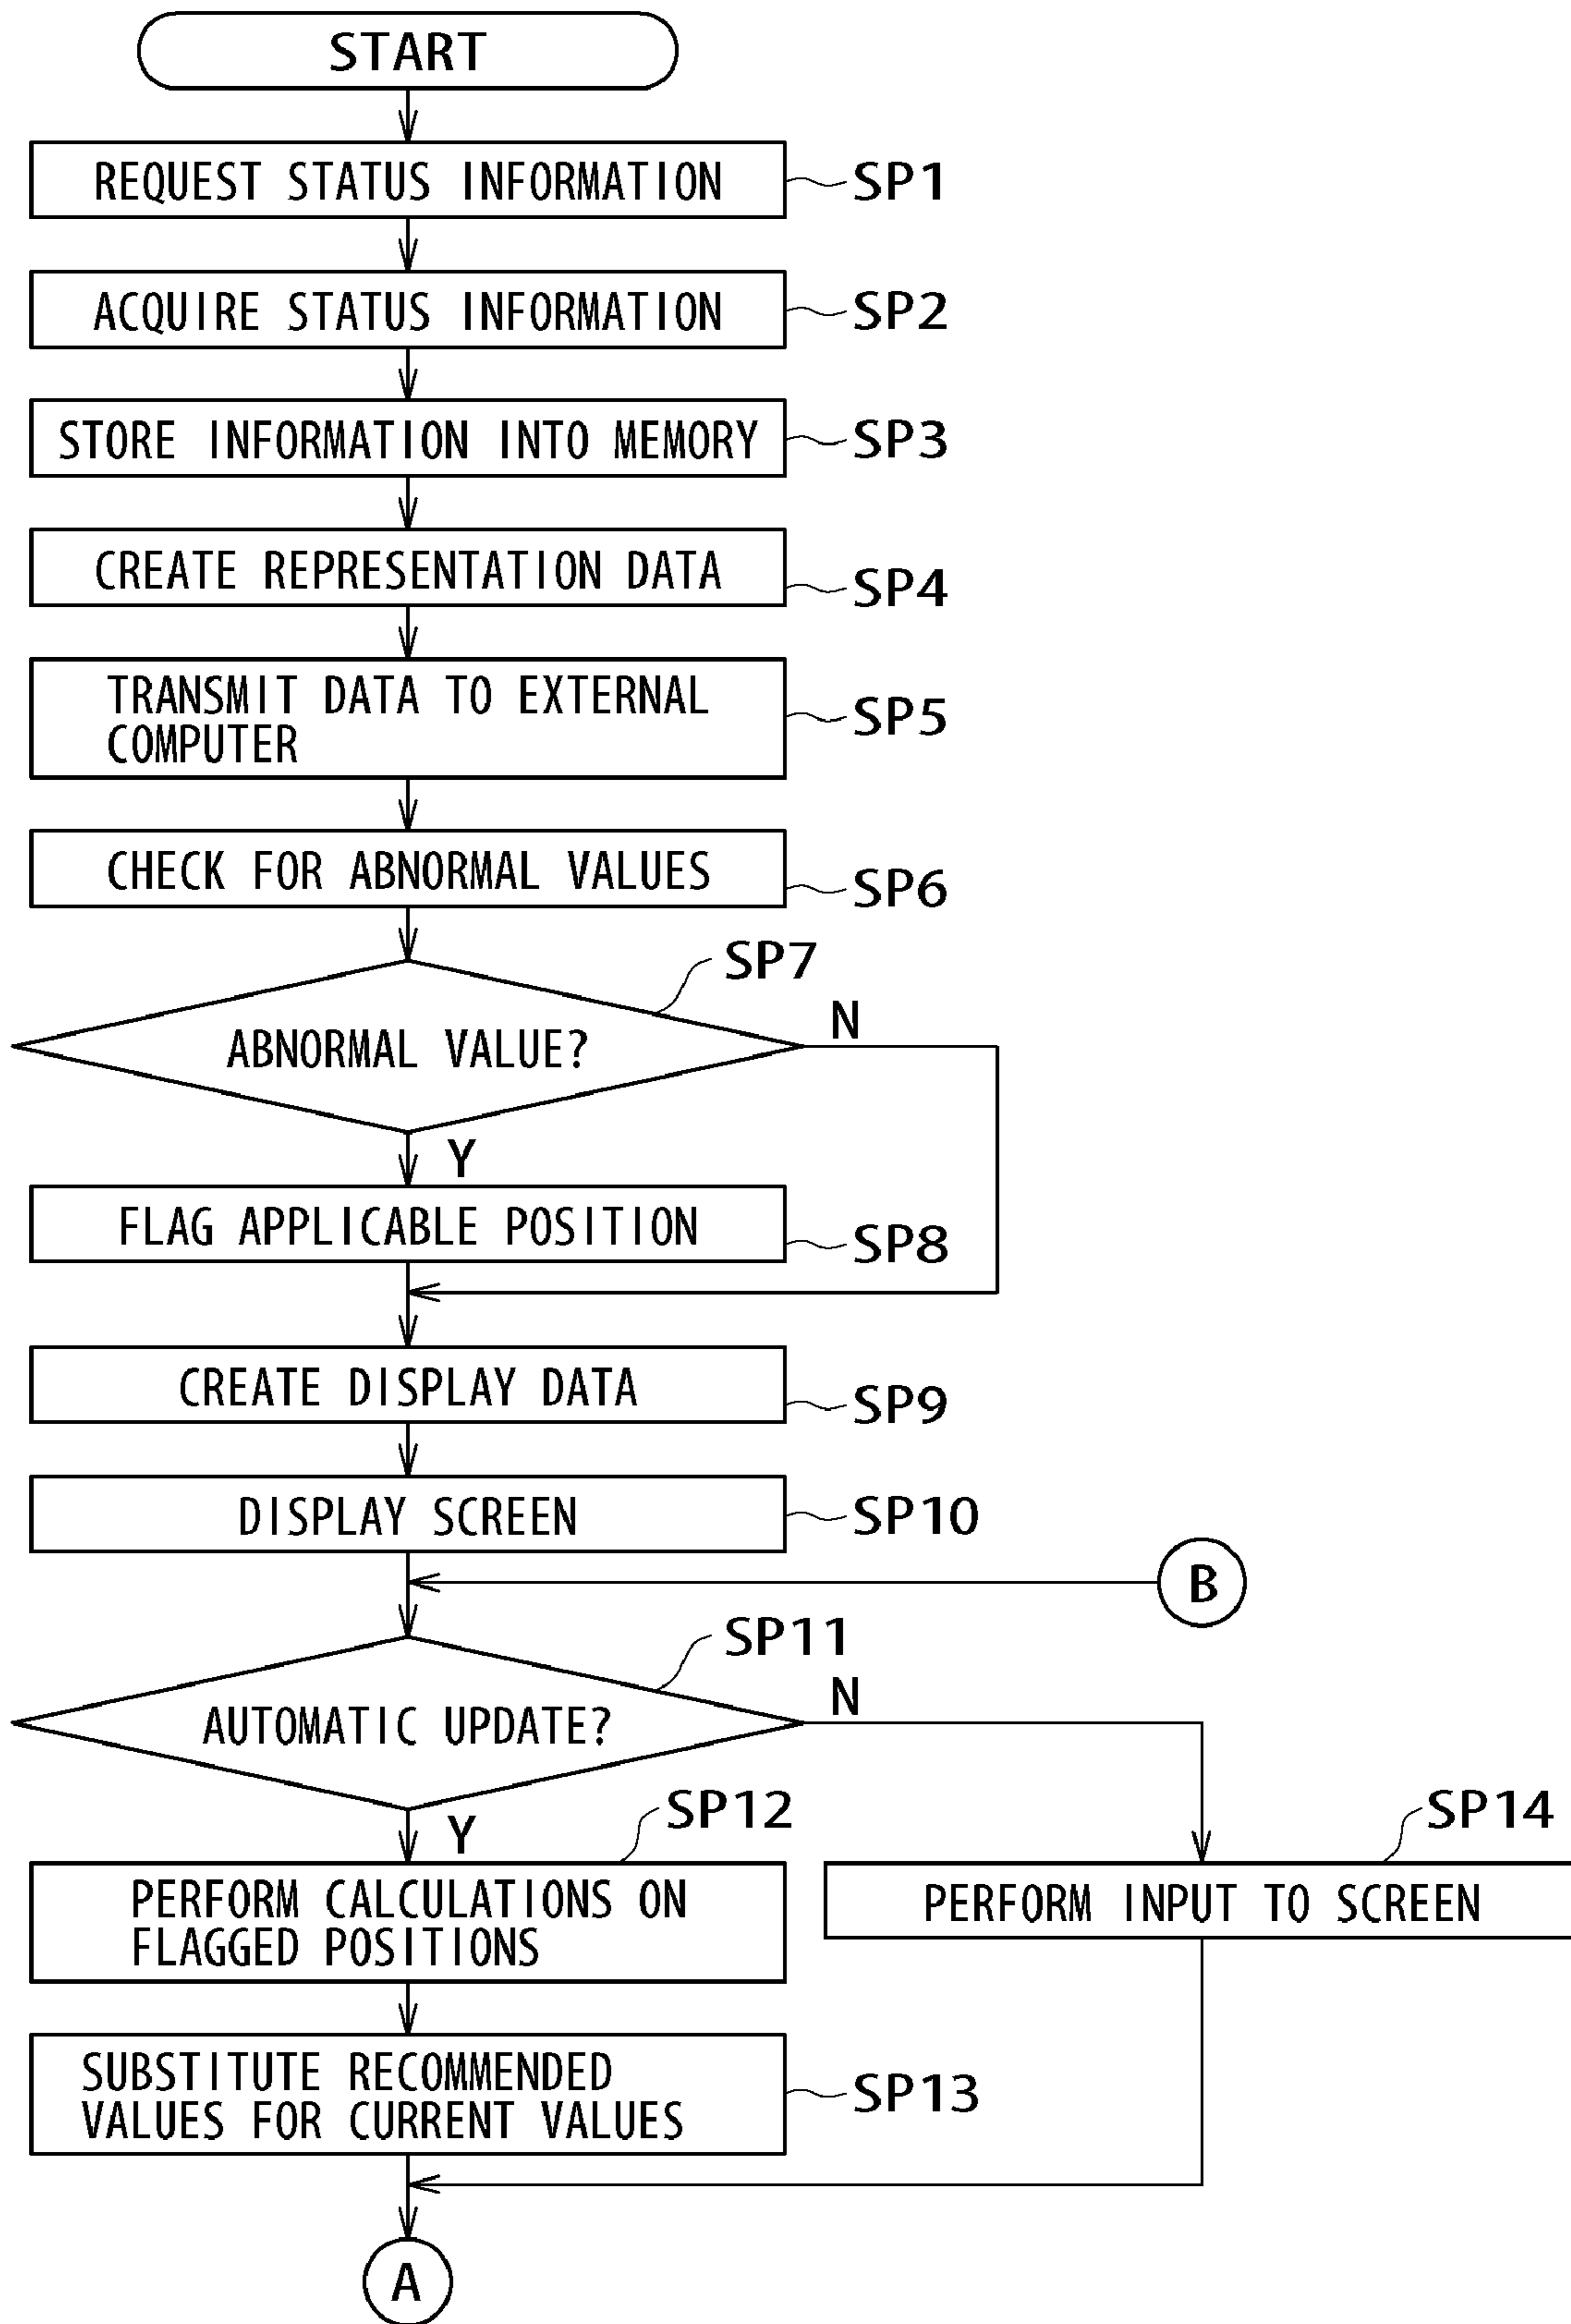 START
REQUEST STATUS INFORMATION
SP1
ACQUIRE STATUS INFORMATION
SP2
STORE INFORMATION INTO MEMORY
SP3
CREATE REPRESENTATION DATA
SP4
TRANSMIT DATA TO EXTERNAL
COMPUTER
SP5
CHECK FOR ABNORMAL VALUES
SP6
SP7
ABNORMAL VALUE?
N
Y
FLAG APPLICABLE POSITION
SP8
CREATE DISPLAY DATA
SP9
DISPLAY SCREEN
SP10
B
SP11
AUTOMATIC UPDATE?
N
Y
SP12
SP14
PERFORM CALCULATIONS ON
FLAGGED POSITIONS
PERFORM INPUT TO SCREEN
SUBSTITUTE RECOMMENDED
VALUES FOR CURRENT VALUES
SP13
A